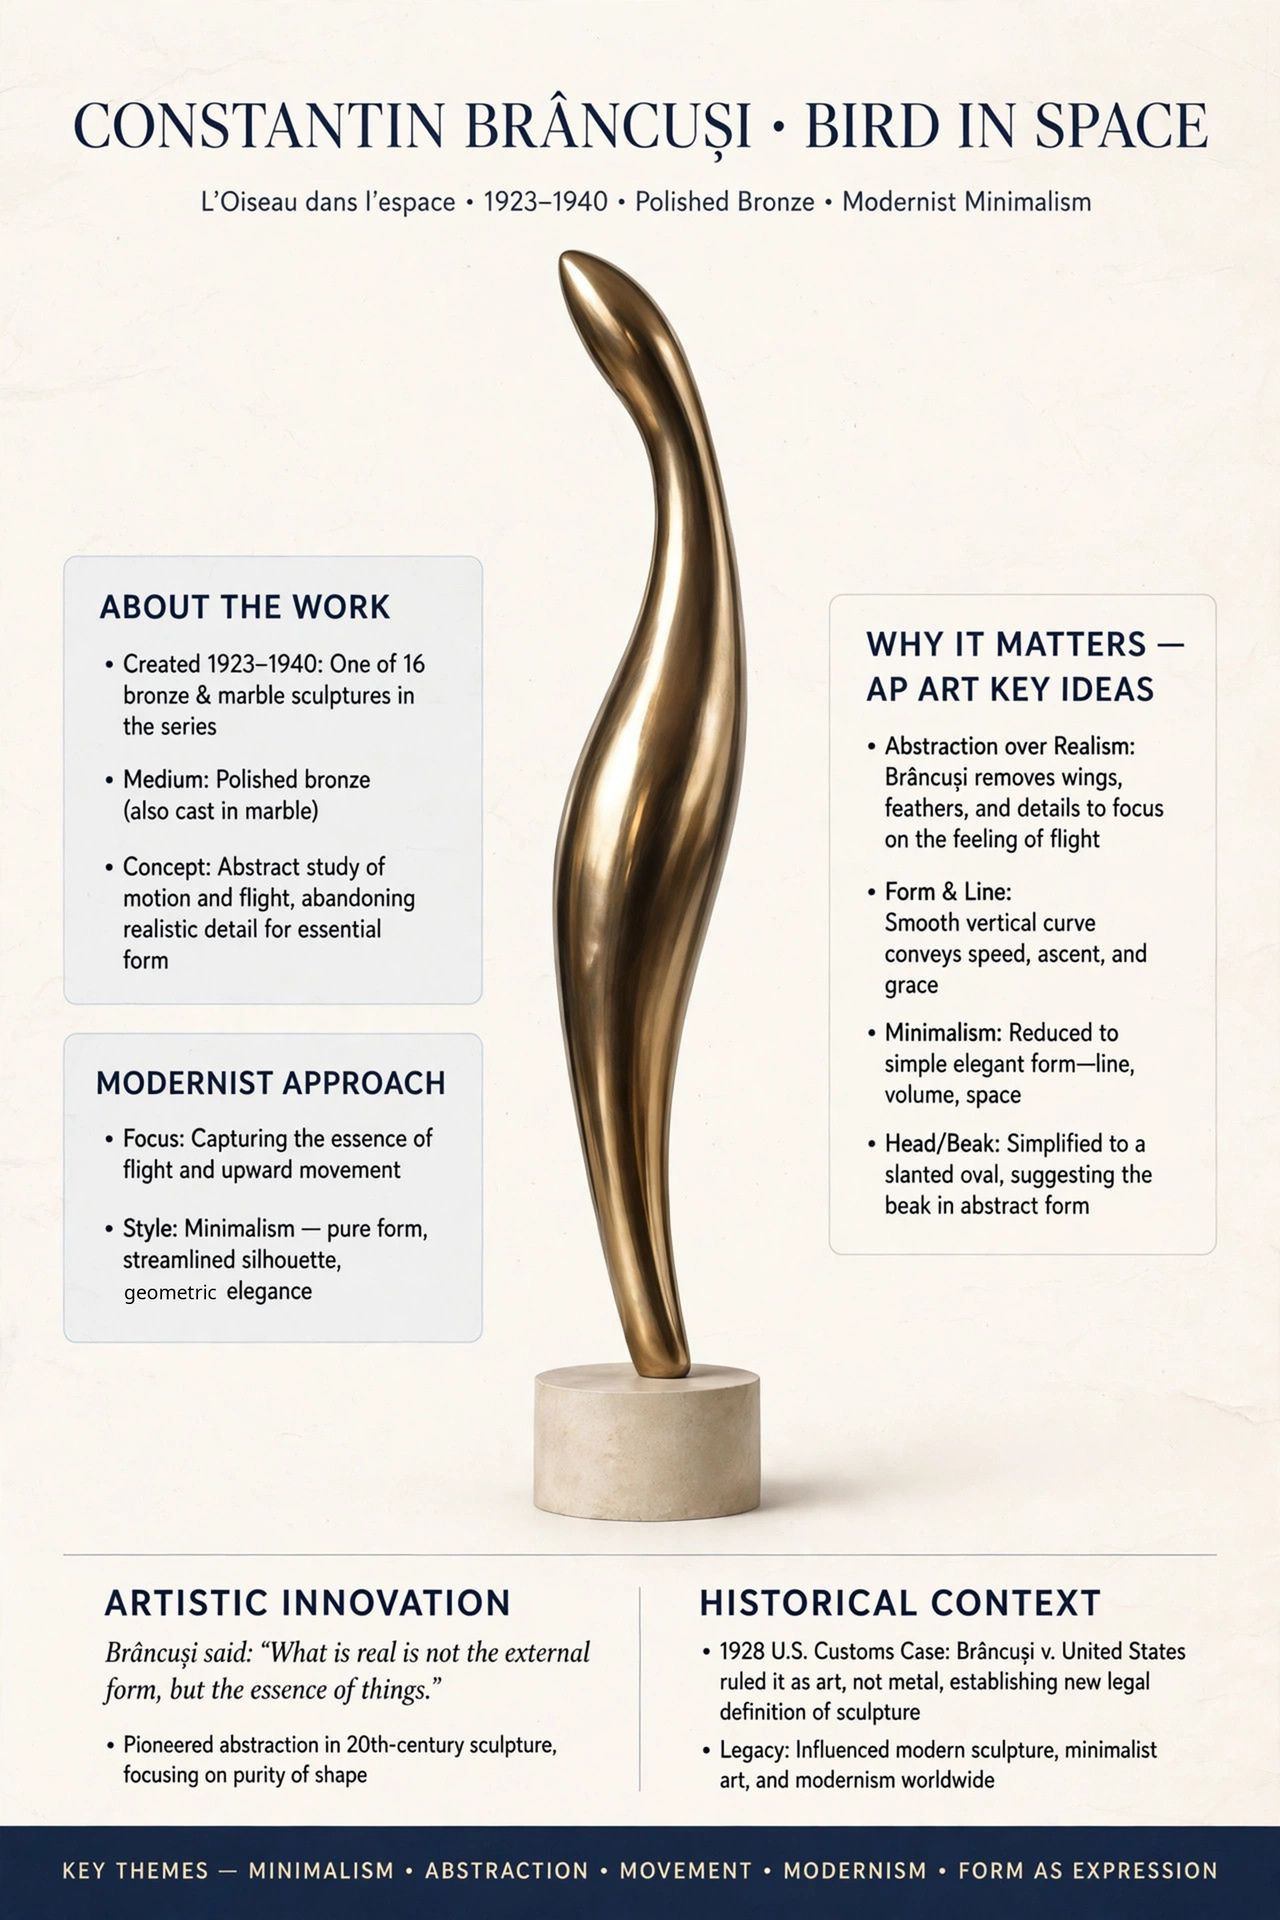 CONSTANTIN BRÂNCUȘI • BIRD IN SPACE
L’Oiseau dans l’espace • 1923–1940 • Polished Bronze • Modernist Minimalism
ABOUT THE WORK
• Created 1923–1940: One of 16
bronze & marble sculptures in
the series
• Medium: Polished bronze
(also cast in marble)
• Concept: Abstract study of
motion and flight, abandoning
realistic detail for essential
form
MODERNIST APPROACH
• Focus: Capturing the essence of
flight and upward movement
• Style: Minimalism — pure form,
streamlined silhouette,
geometric elegance
WHY IT MATTERS —
AP ART KEY IDEAS
• Abstraction over Realism:
Brâncuși removes wings,
feathers, and details to focus
on the feeling of flight
• Form & Line:
Smooth vertical curve
conveys speed, ascent, and
grace
• Minimalism: Reduced to
simple elegant form—line,
volume, space
• Head/Beak: Simplified to a
slanted oval, suggesting the
beak in abstract form
ARTISTIC INNOVATION
Brâncuși said: “What is real is not the external
form, but the essence of things.”
• Pioneered abstraction in 20th-century sculpture,
focusing on purity of shape
HISTORICAL CONTEXT
• 1928 U.S. Customs Case: Brâncuși v. United States
ruled it as art, not metal, establishing new legal
definition of sculpture
• Legacy: Influenced modern sculpture, minimalist
art, and modernism worldwide
KEY THEMES — MINIMALISM • ABSTRACTION • MOVEMENT • MODERNISM • FORM AS EXPRESSION